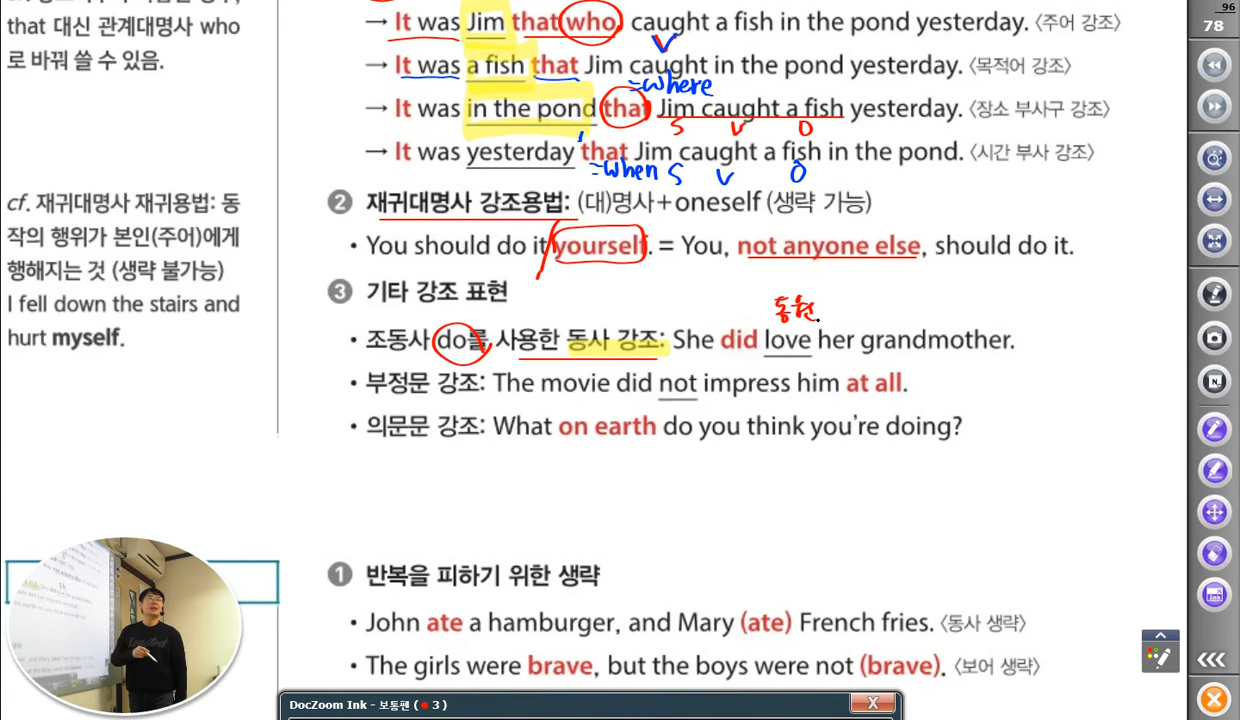 that 대신 관계대명사 who
로 바꿔 쓸 수 있음.
→ It was Jim that who caught a fish in the pond yesterday. 〈주어 강조〉
V
→ It was a fish that Jim caught in the pond yesterday. 〈목적어 강조〉
=where
→ It was in the pond that Jim caught a fish yesterday. 〈장소 부사구 강조〉
S V O
→ It was yesterday that Jim caught a fish in the pond. 〈시간 부사 강조〉
=when S V O
cf. 재귀대명사 재귀용법: 동
작의 행위가 본인(주어)에게
행해지는 것 (생략 불가능)
I fell down the stairs and
hurt myself.
❷ 재귀대명사 강조용법: (대)명사+oneself (생략 가능)
• You should do it yourself. = You, not anyone else, should do it.
❸ 기타 강조 표현
동원
• 조동사 do를 사용한 동사 강조: She did love her grandmother.
• 부정문 강조: The movie did not impress him at all.
• 의문문 강조: What on earth do you think you're doing?
❶ 반복을 피하기 위한 생략
• John ate a hamburger, and Mary (ate) French fries. 〈동사 생략〉
• The girls were brave, but the boys were not (brave). 〈보어 생략〉
DocZoom Ink - 보통펜 ( 3 )
X
96
78
N
ink